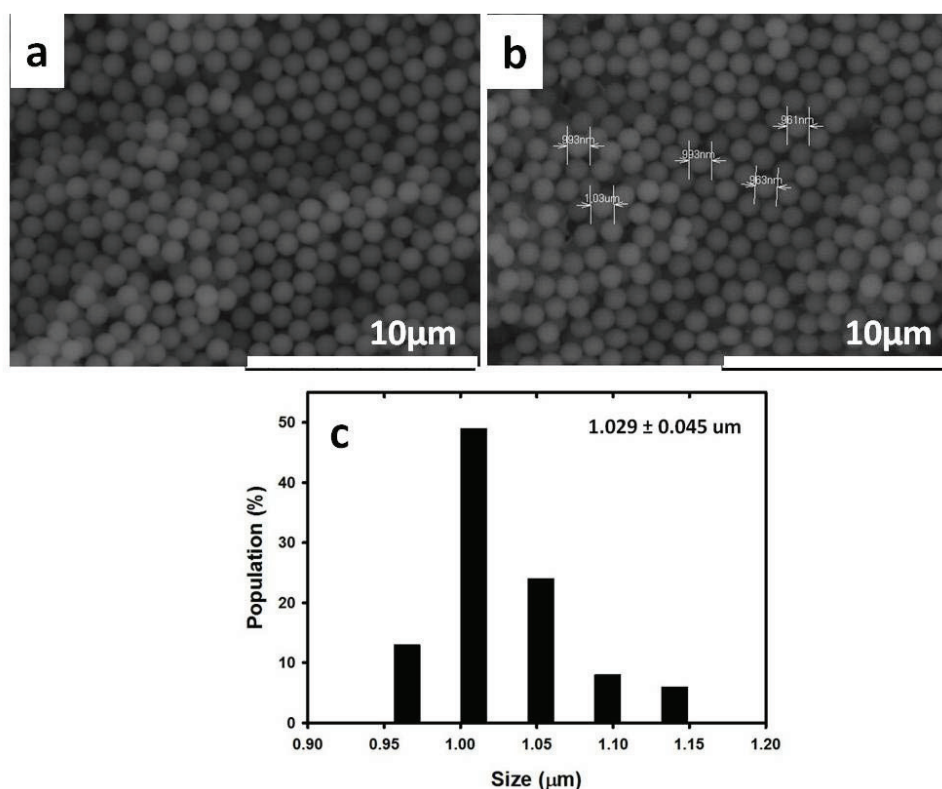 a
b
961nm
993nm
993nm
963nm
1.03um
10μm
10μm
c
1.029 ± 0.045 um
Population (%)
50
40
30
20
10
0
0.90 0.95 1.00 1.05 1.10 1.15 1.20
Size (μm)